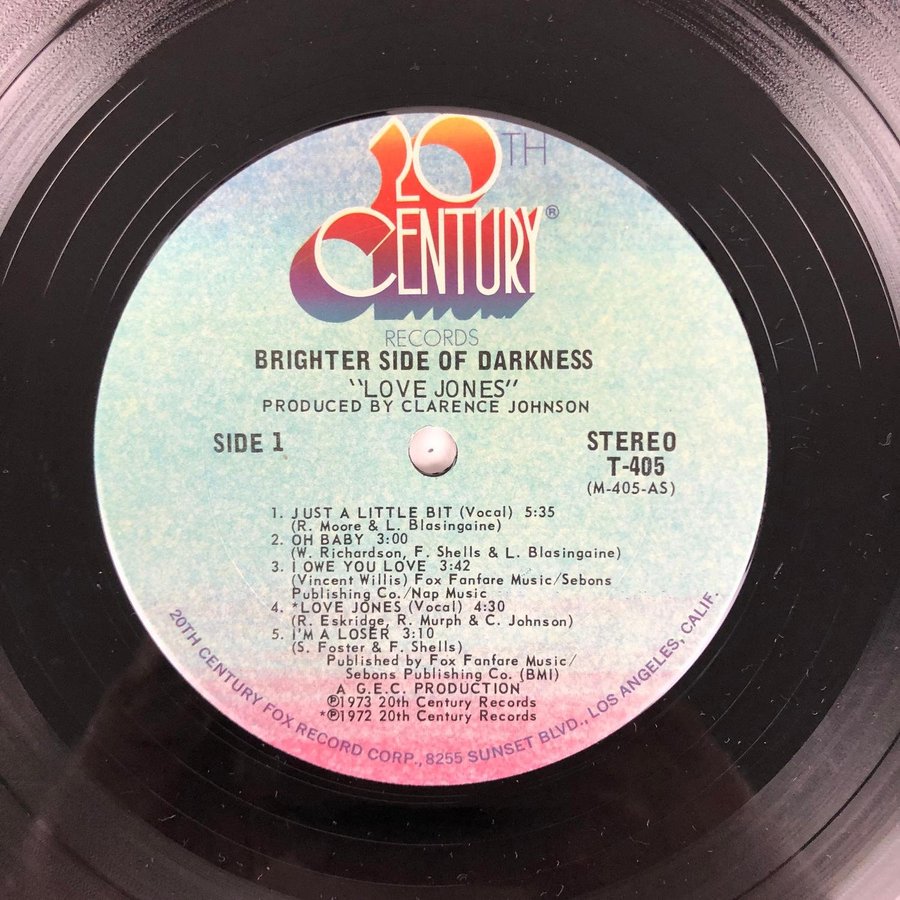 20TH
CENTURY®
RECORDS
BRIGHTER SIDE OF DARKNESS
"LOVE JONES"
PRODUCED BY CLARENCE JOHNSON
SIDE 1
STEREO
T-405
(M-405-AS)
1. JUST A LITTLE BIT (Vocal) 5:35
(R. Moore & L. Blasingaine)
2. OH BABY 3:00
(W. Richardson, F. Shells & L. Blasingaine)
3. I OWE YOU LOVE 3:42
(Vincent Willis) Fox Fanfare Music/Sebons
Publishing Co./Nap Music
4. *LOVE JONES (Vocal) 4:30
(R. Eskridge, R. Murph & C. Johnson)
5. I'M A LOSER 3:10
(S. Foster & F. Shells)
Published by Fox Fanfare Music/
Sebons Publishing Co. (BMI)
A G.E.C. PRODUCTION
℗1973 20th Century Records
*℗1972 20th Century Records
20TH CENTURY FOX RECORD CORP., 8255 SUNSET BLVD., LOS ANGELES, CALIF.